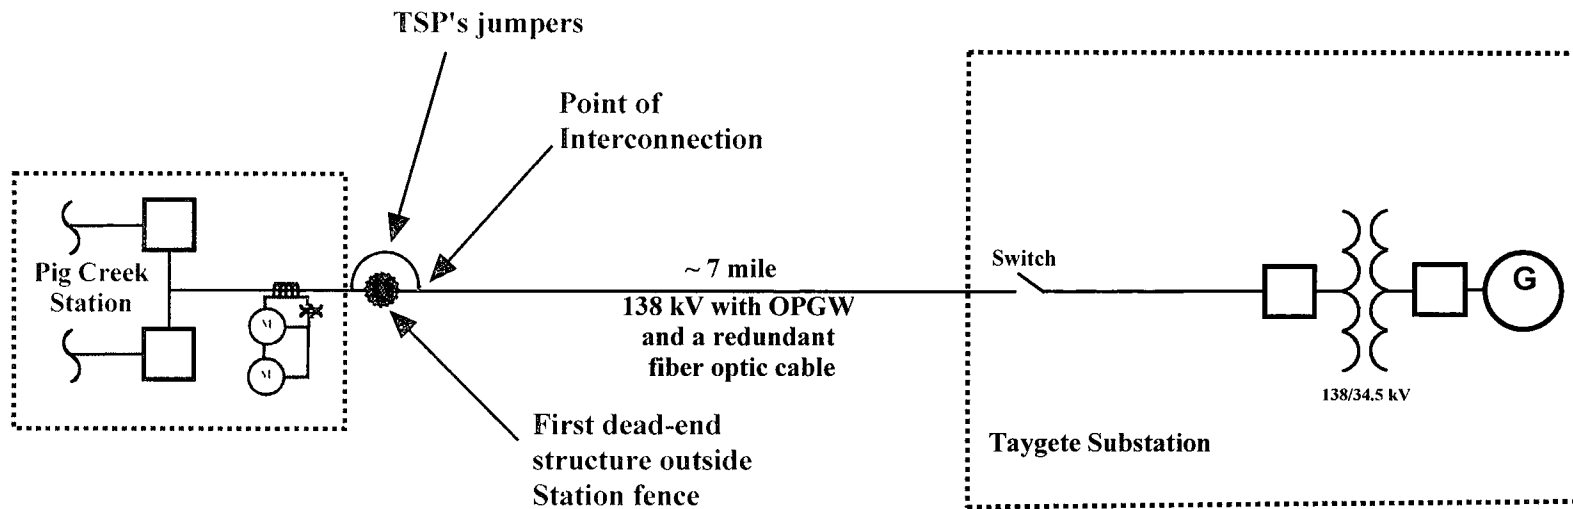 TSP's jumpers
Point of
Interconnection
Pig Creek
Station
M
M
~ 7 mile
138 kV with OPGW
and a redundant
fiber optic cable
First dead-end
structure outside
Station fence
Switch
G
138/34.5 kV
Taygete Substation